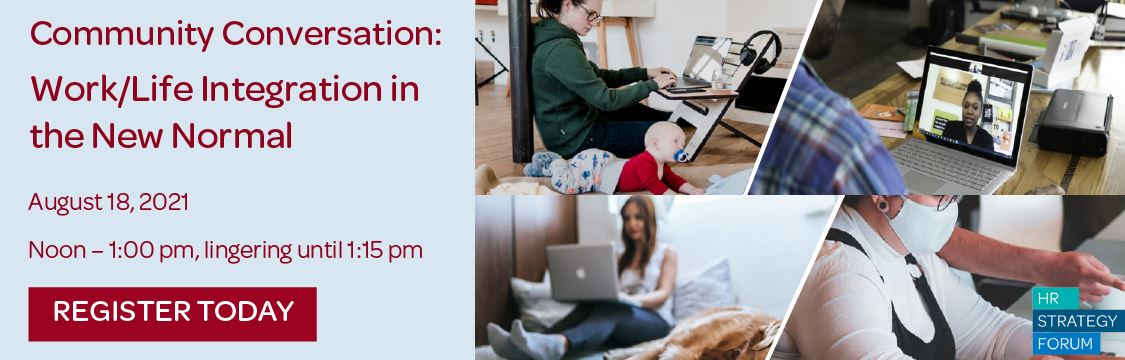 Community Conversation:
Work/Life Integration in
the New Normal
August 18, 2021
Noon – 1:00 pm, lingering until 1:15 pm
REGISTER TODAY
HR
STRATEGY
FORUM